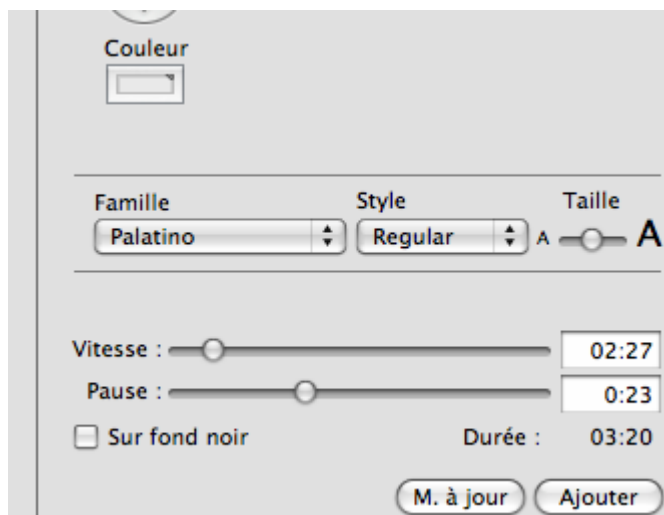 Couleur
Famille Style Taille
Palatino Regular A A
Vitesse : 02:27
Pause : 0:23
Sur fond noir Durée : 03:20
M. à jour Ajouter